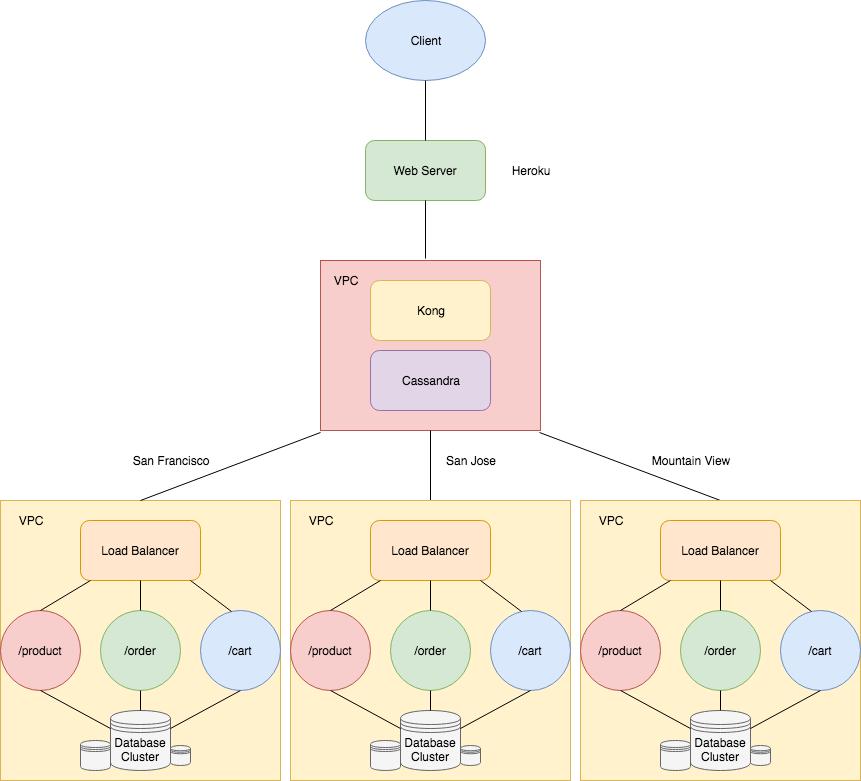 Client
Web Server
Heroku
VPC
Kong
Cassandra
San Francisco
San Jose
Mountain View
VPC
Load Balancer
/product
/order
/cart
Database
Cluster
VPC
Load Balancer
/product
/order
/cart
Database
Cluster
VPC
Load Balancer
/product
/order
/cart
Database
Cluster